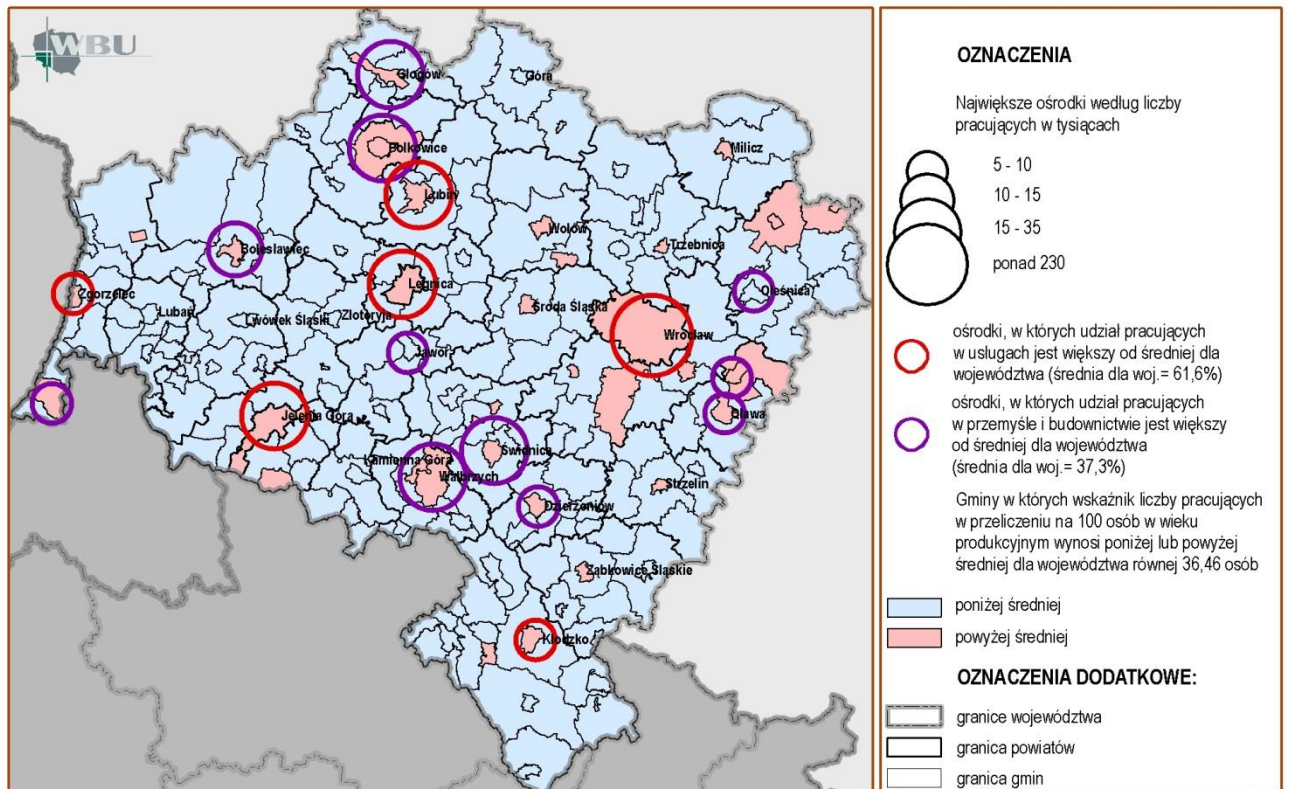 WBU
Głogów
Góra
Polkowice
Milicz
Lubin
Wołów
Trzebnica
Bolesławiec
Legnica
Oleśnica
Zgorzelec
Środa Śląska
Lubań
Lwówek Śląski
Złotoryja
Wrocław
Jawor
Jelenia Góra
Oława
Kamienna Góra
Świdnica
Wałbrzych
Strzelin
Dzierżoniów
Ząbkowice Śląskie
Kłodzko
OZNACZENIA
Największe ośrodki według liczby
pracujących w tysiącach
5 - 10
10 - 15
15 - 35
ponad 230
ośrodki, w których udział pracujących
w usługach jest większy od średniej dla
województwa (średnia dla woj.= 61,6%)
ośrodki, w których udział pracujących
w przemyśle i budownictwie jest większy
od średniej dla województwa
(średnia dla woj.= 37,3%)
Gminy w których wskaźnik liczby pracujących
w przeliczeniu na 100 osób w wieku
produkcyjnym wynosi poniżej lub powyżej
średniej dla województwa równej 36,46 osób
poniżej średniej
powyżej średniej
OZNACZENIA DODATKOWE:
granice województwa
granica powiatów
granica gmin